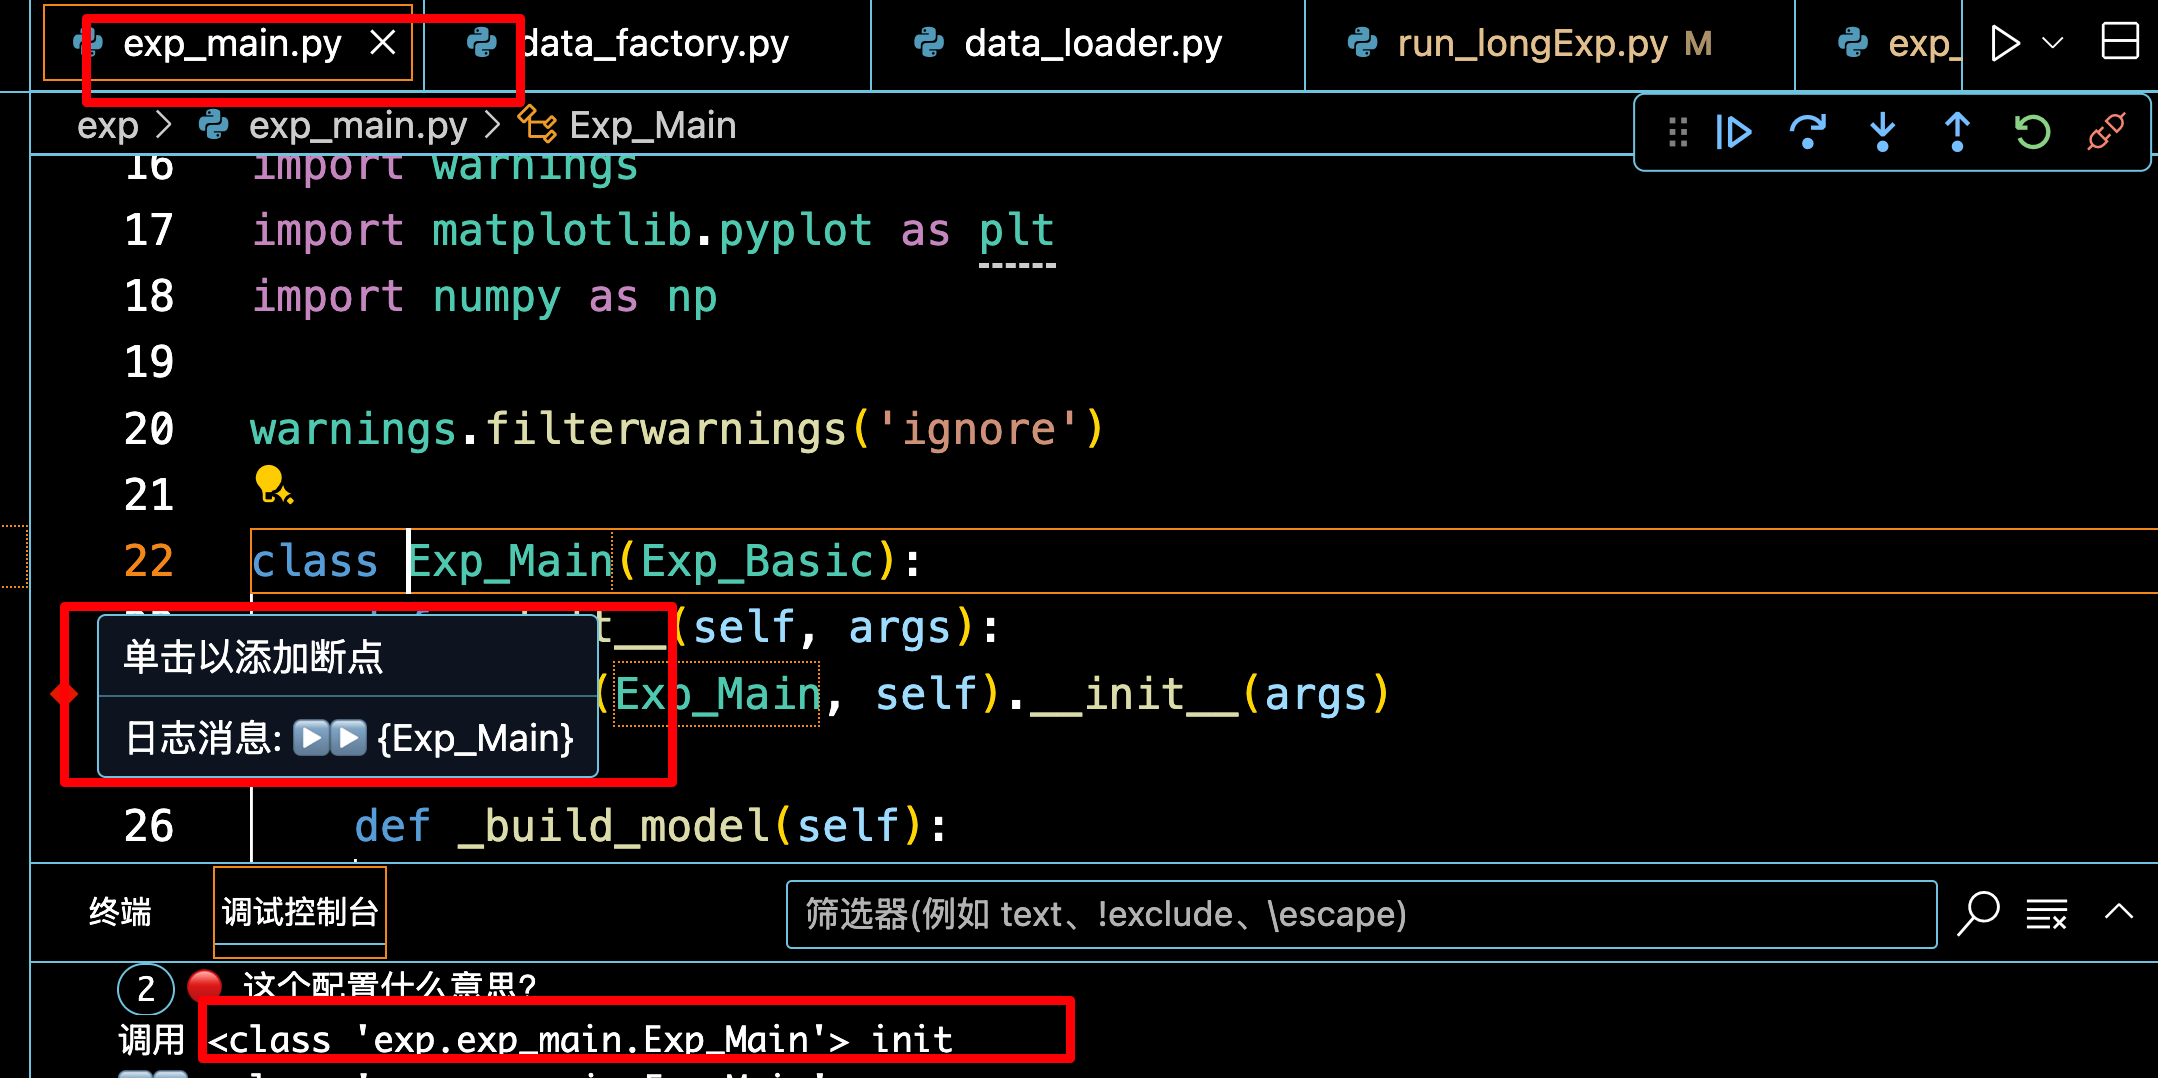 exp_main.py
data_factory.py
data_loader.py
run_longExp.py M
exp_
exp > exp_main.py > Exp_Main
16 import warnings
17 import matplotlib.pyplot as plt
18 import numpy as np
19
20 warnings.filterwarnings('ignore')
21
22 class Exp_Main(Exp_Basic):
t__(self, args):
(Exp_Main, self).__init__(args)
单击以添加断点
日志消息: ▶️▶️ {Exp_Main}
26 def _build_model(self):
终端
调试控制台
筛选器(例如 text、!exclude、\escape)
2 🔴 这个配置什么意思?
调用 <class 'exp.exp_main.Exp_Main'> init